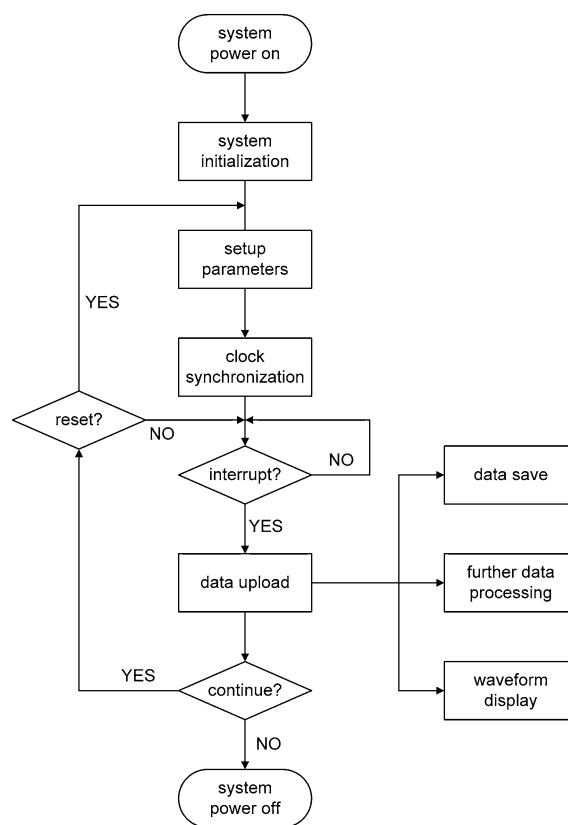 system
power on
system
initialization
setup
parameters
YES
clock
synchronization
reset?
NO
interrupt?
NO
data save
YES
data upload
further data
processing
YES
continue?
waveform
display
NO
system
power off